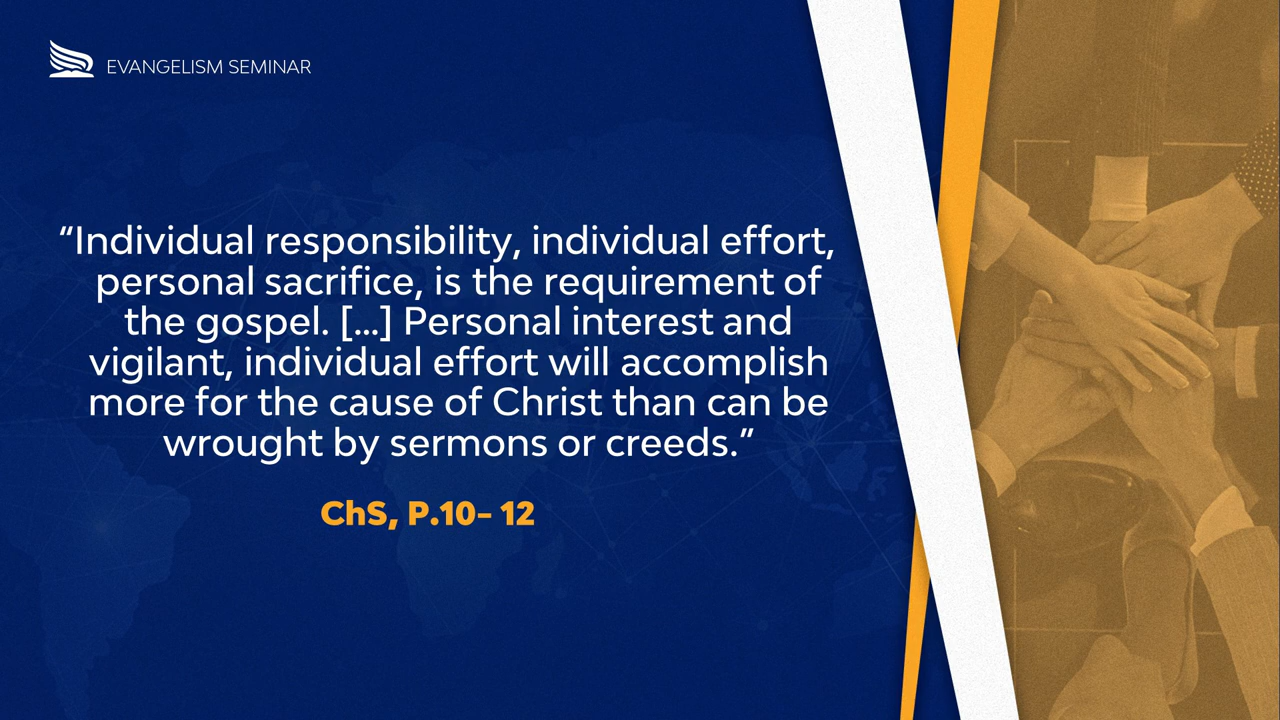 EVANGELISM SEMINAR
“Individual responsibility, individual effort,
personal sacrifice, is the requirement of
the gospel. [...] Personal interest and
vigilant, individual effort will accomplish
more for the cause of Christ than can be
wrought by sermons or creeds.”
ChS, P.10– 12